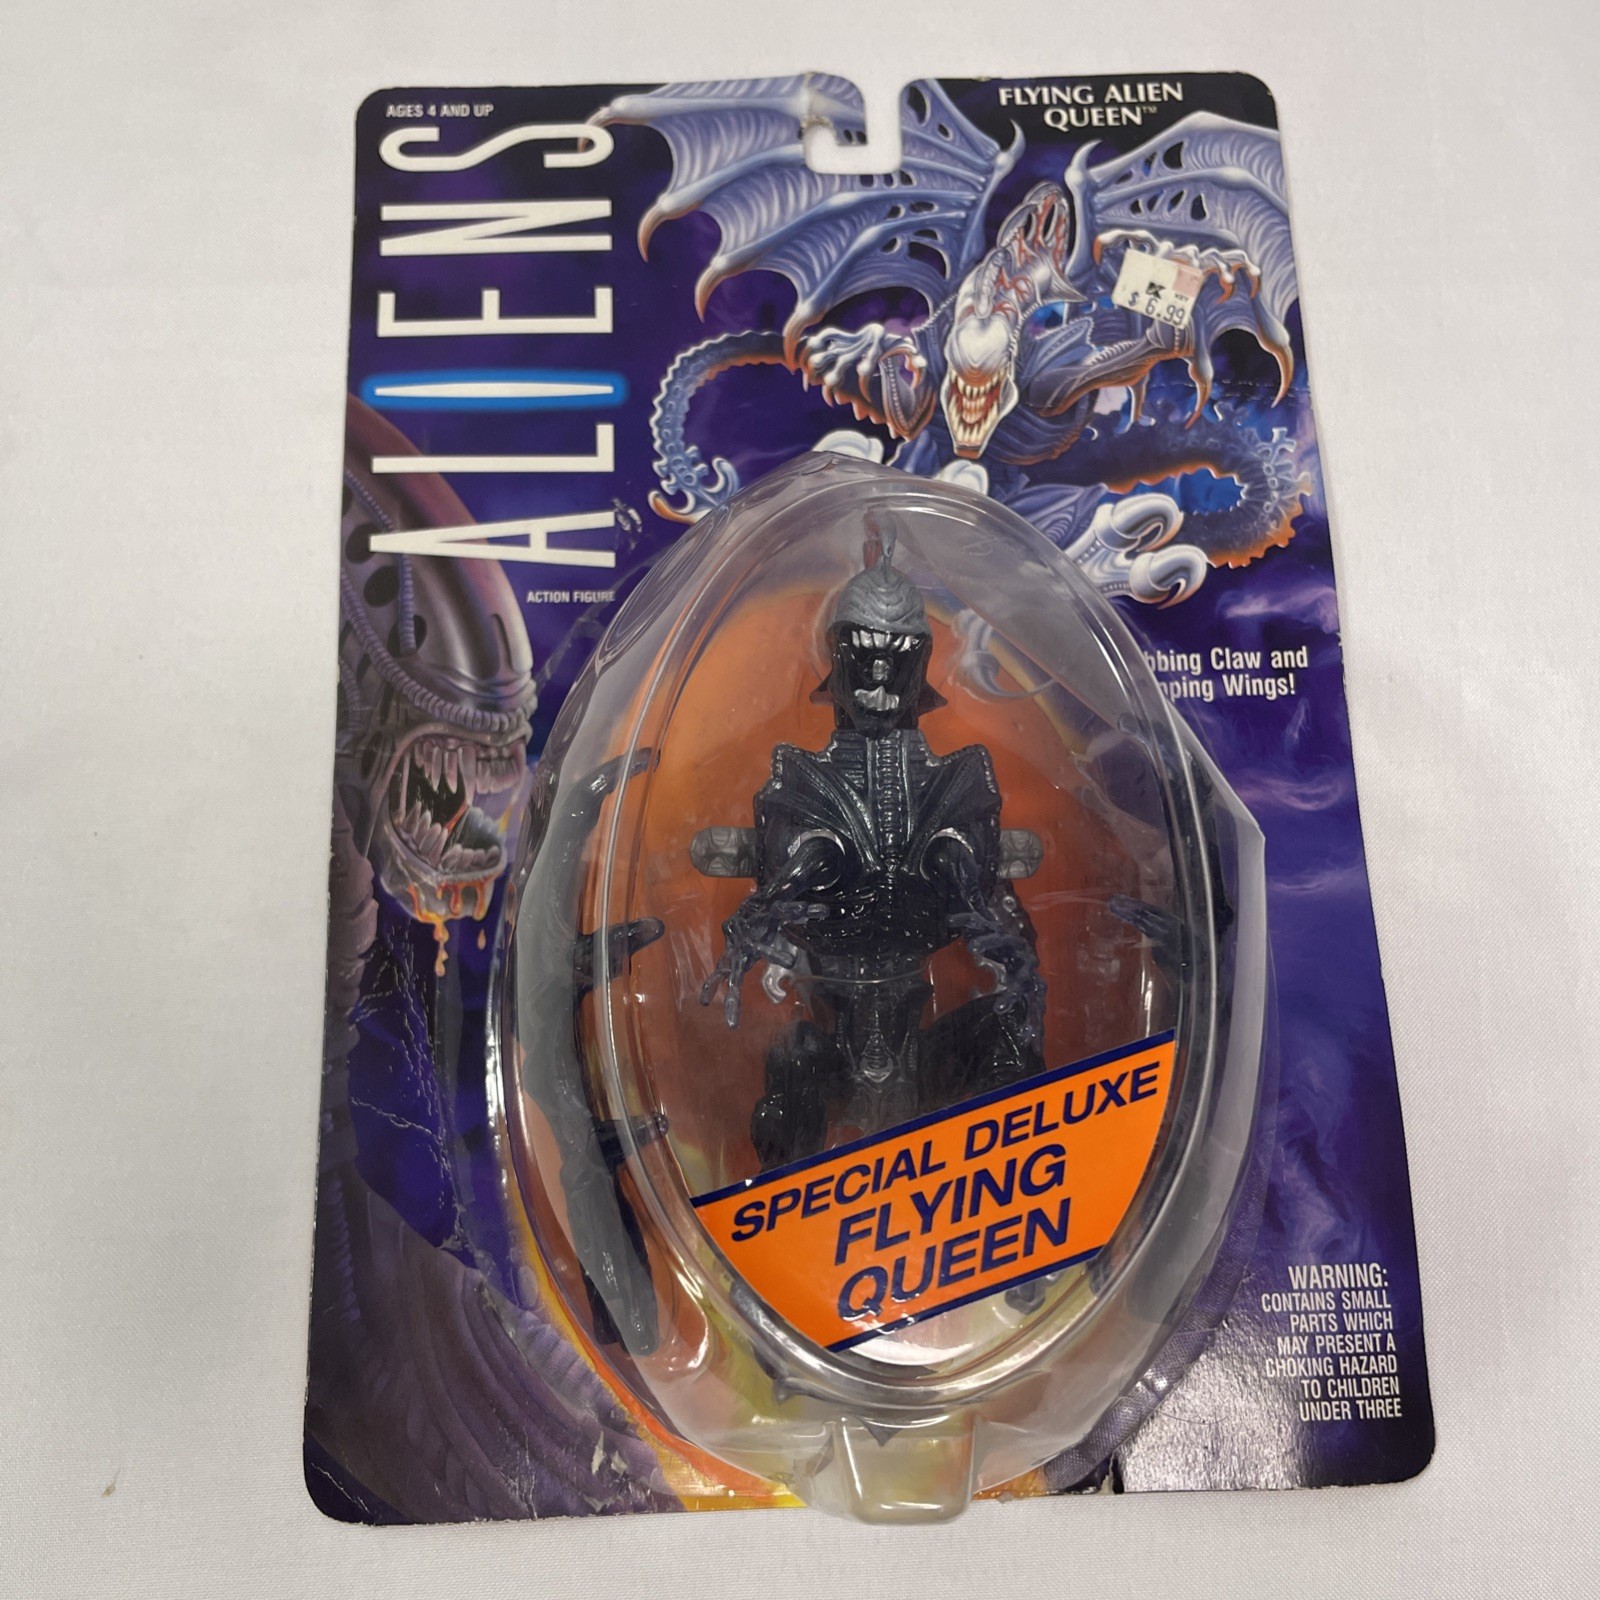 AGES 4 AND UP
ALIENS
ACTION FIGURE
FLYING ALIEN
QUEEN™
$6.99
Claw and
Wings!
SPECIAL DELUXE
FLYING
QUEEN
WARNING:
CONTAINS SMALL
PARTS WHICH
MAY PRESENT A
CHOKING HAZARD
TO CHILDREN
UNDER THREE